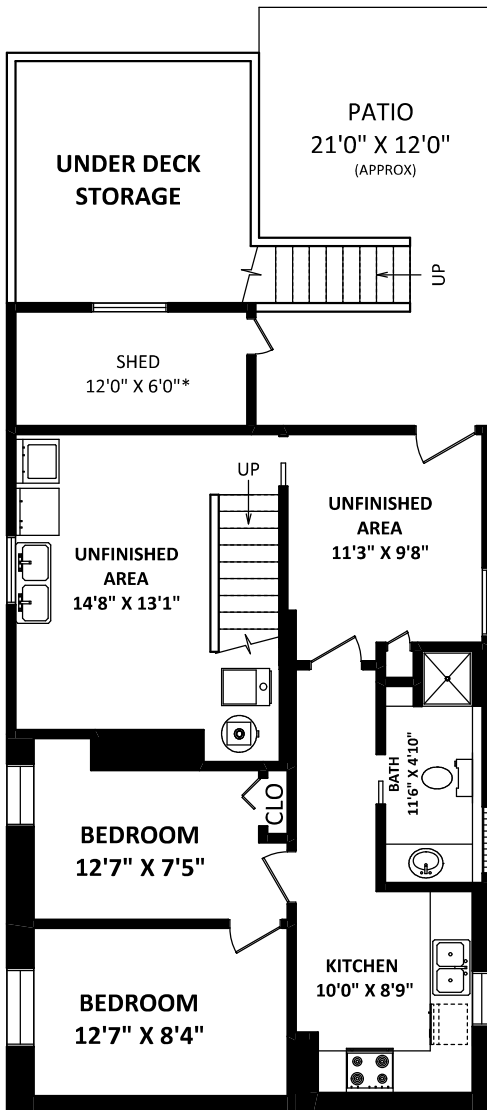 PATIO
21'0" X 12'0"
(APPROX)
UNDER DECK
STORAGE
UP
SHED
12'0" X 6'0"*
UP
UNFINISHED
AREA
11'3" X 9'8"
UNFINISHED
AREA
14'8" X 13'1"
BATH
11'6" X 4'10"
CLO
BEDROOM
12'7" X 7'5"
KITCHEN
10'0" X 8'9"
BEDROOM
12'7" X 8'4"